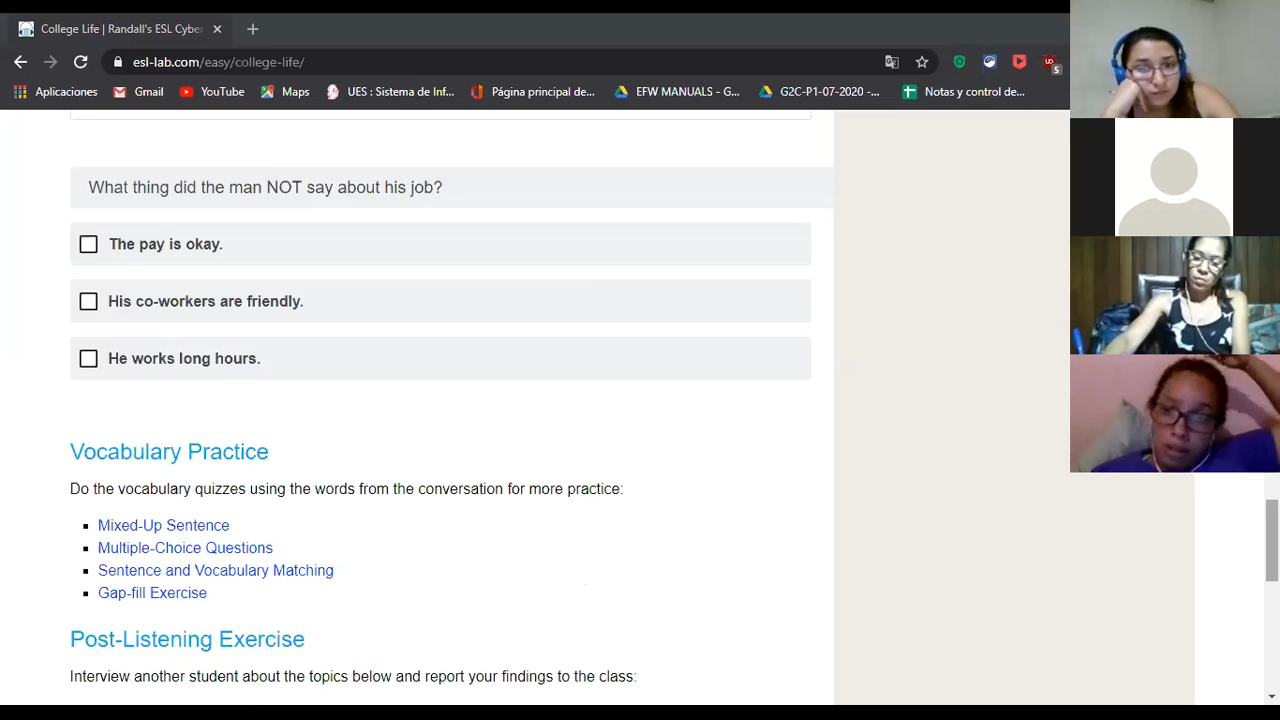 College Life | Randall's ESL Cyber
esl-lab.com/easy/college-life/
Aplicaciones Gmail YouTube Maps UES : Sistema de Inf... Página principal de... EFW MANUALS - G... G2C-P1-07-2020 -... Notas y control de...
5
What thing did the man NOT say about his job?
The pay is okay.
His co-workers are friendly.
He works long hours.
Vocabulary Practice
Do the vocabulary quizzes using the words from the conversation for more practice:
Mixed-Up Sentence
Multiple-Choice Questions
Sentence and Vocabulary Matching
Gap-fill Exercise
Post-Listening Exercise
Interview another student about the topics below and report your findings to the class: